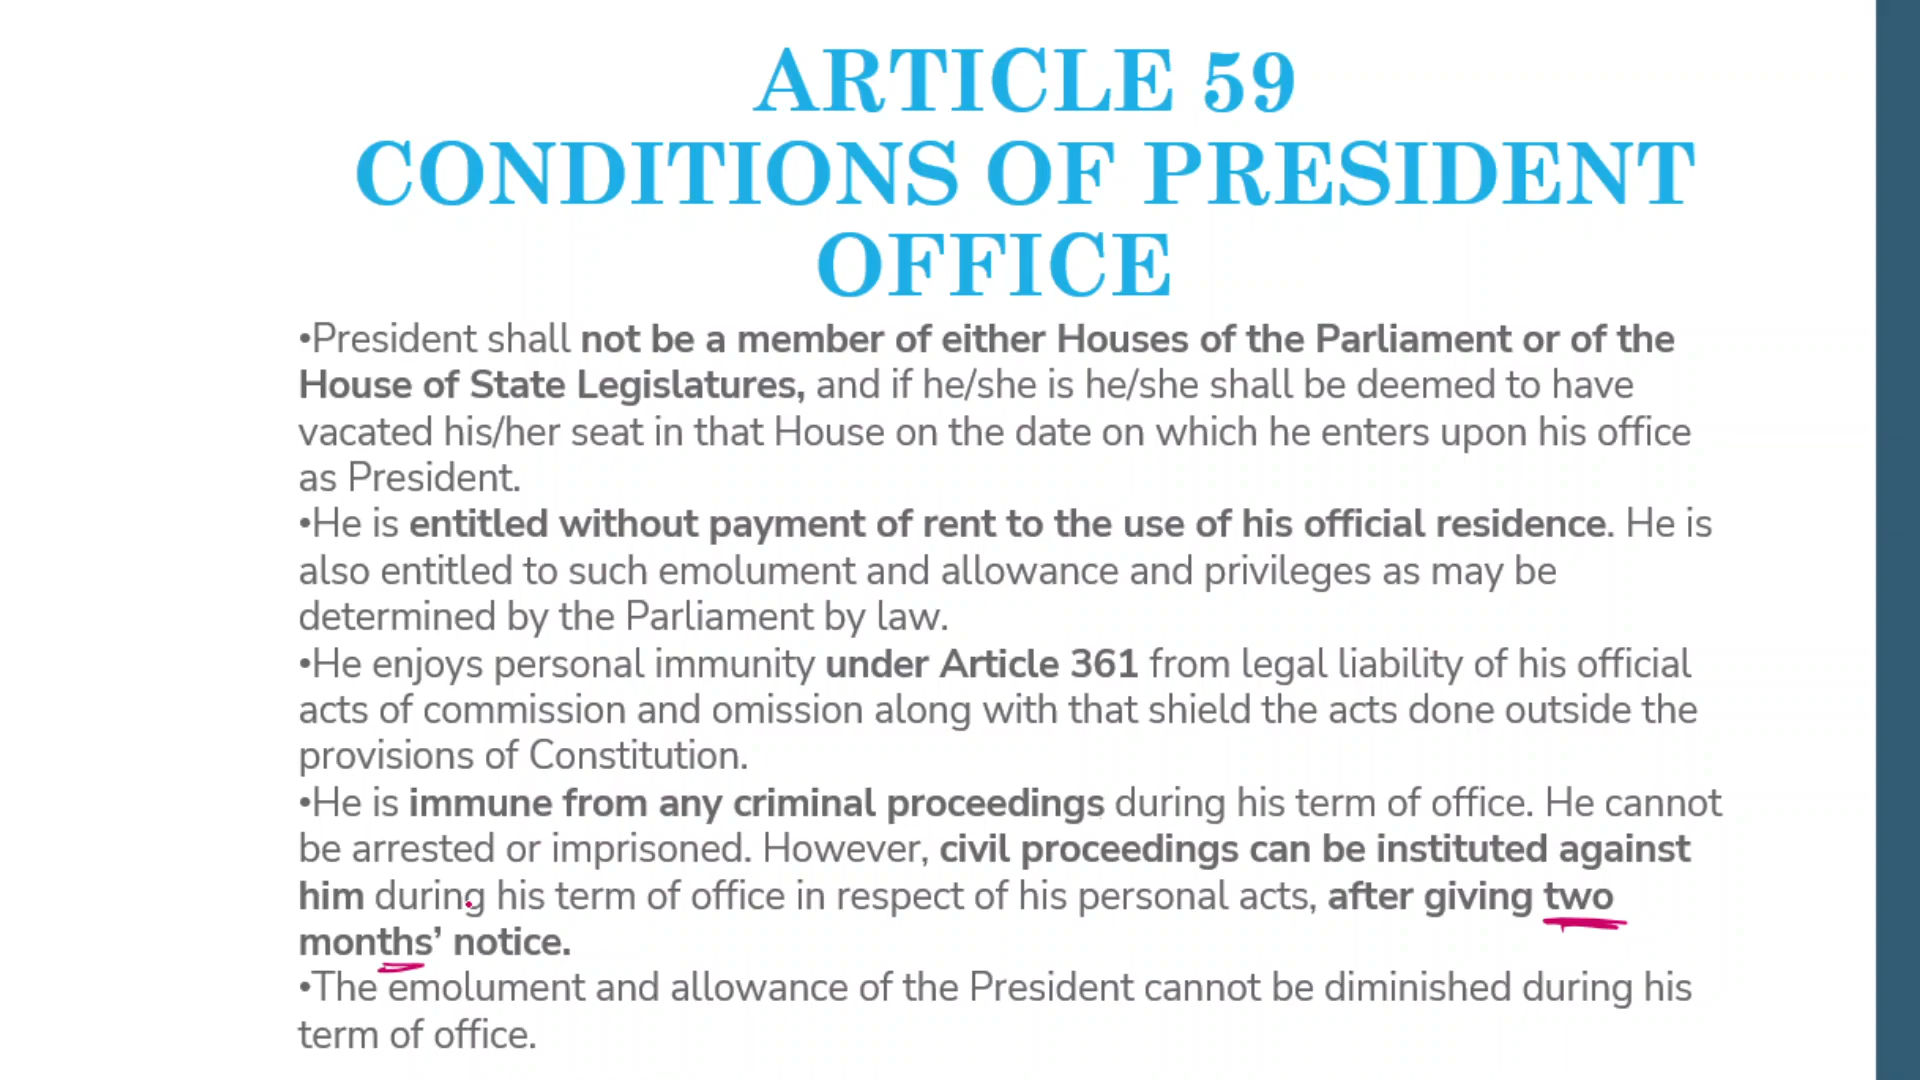 ARTICLE 59
CONDITIONS OF PRESIDENT
OFFICE
•President shall not be a member of either Houses of the Parliament or of the
House of State Legislatures, and if he/she is he/she shall be deemed to have
vacated his/her seat in that House on the date on which he enters upon his office
as President.
•He is entitled without payment of rent to the use of his official residence. He is
also entitled to such emolument and allowance and privileges as may be
determined by the Parliament by law.
•He enjoys personal immunity under Article 361 from legal liability of his official
acts of commission and omission along with that shield the acts done outside the
provisions of Constitution.
•He is immune from any criminal proceedings during his term of office. He cannot
be arrested or imprisoned. However, civil proceedings can be instituted against
him during his term of office in respect of his personal acts, after giving two
months’ notice.
•The emolument and allowance of the President cannot be diminished during his
term of office.